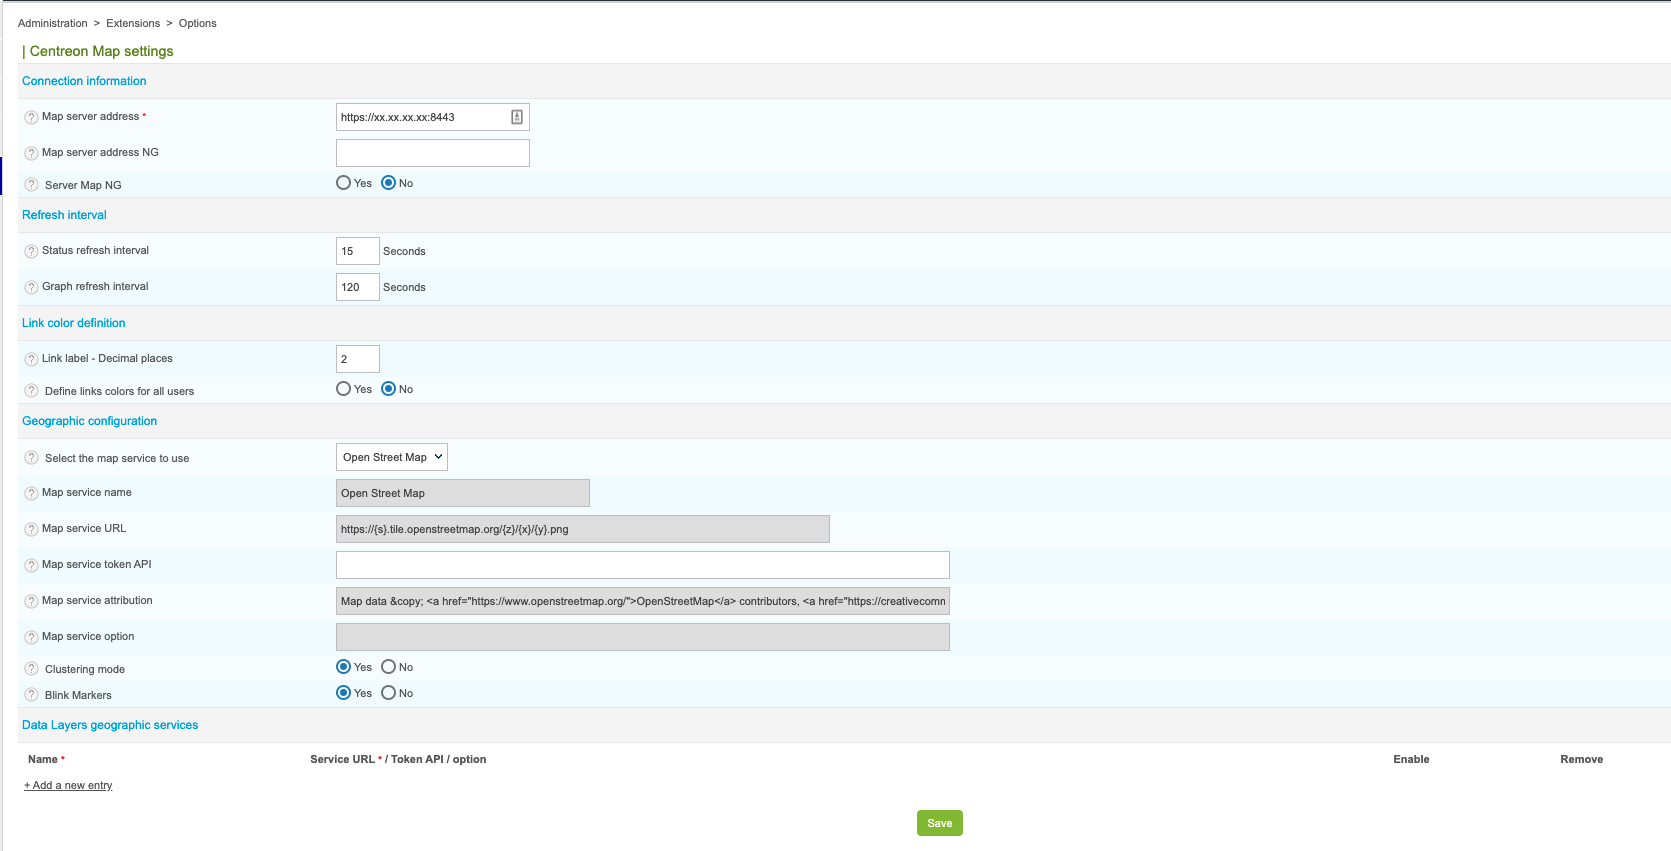 Administration > Extensions > Options
| Centreon Map settings
Connection information
? Map server address * https://xx.xx.xx.xx:8443
? Map server address NG
? Server Map NG Yes No
Refresh interval
? Status refresh interval 15 Seconds
? Graph refresh interval 120 Seconds
Link color definition
? Link label - Decimal places 2
? Define links colors for all users Yes No
Geographic configuration
? Select the map service to use Open Street Map
? Map service name Open Street Map
? Map service URL https://{s}.tile.openstreetmap.org/{z}/{x}/{y}.png
? Map service token API
? Map service attribution Map data &copy; <a href="https://www.openstreetmap.org/">OpenStreetMap</a> contributors, <a href="https://creativecomm
? Map service option
? Clustering mode Yes No
? Blink Markers Yes No
Data Layers geographic services
Name * Service URL * / Token API / option Enable Remove
+ Add a new entry
Save